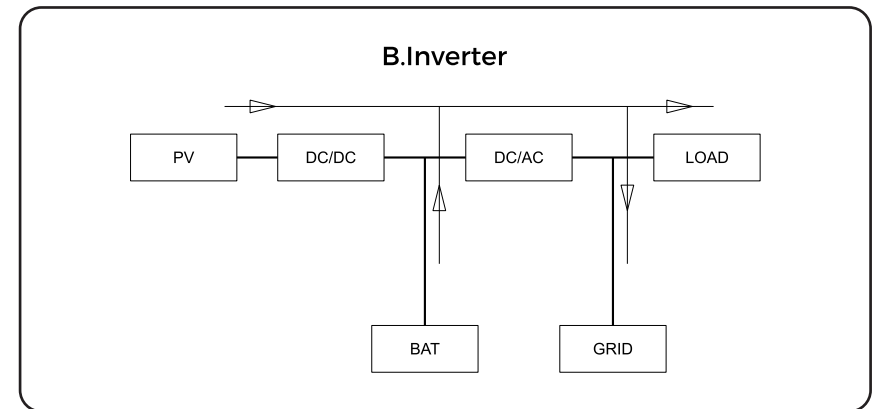 B.Inverter
PV
DC/DC
DC/AC
LOAD
BAT
GRID